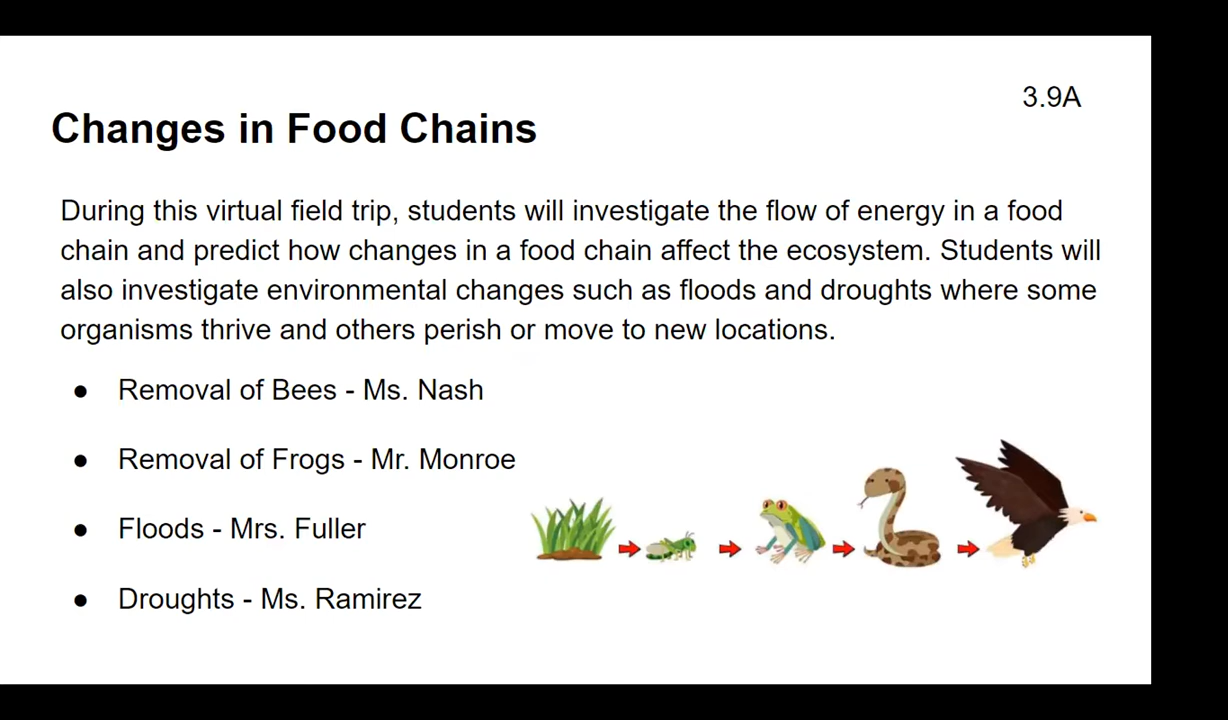 3.9A
Changes in Food Chains
During this virtual field trip, students will investigate the flow of energy in a food
chain and predict how changes in a food chain affect the ecosystem. Students will
also investigate environmental changes such as floods and droughts where some
organisms thrive and others perish or move to new locations.
● Removal of Bees - Ms. Nash
● Removal of Frogs - Mr. Monroe
● Floods - Mrs. Fuller
● Droughts - Ms. Ramirez